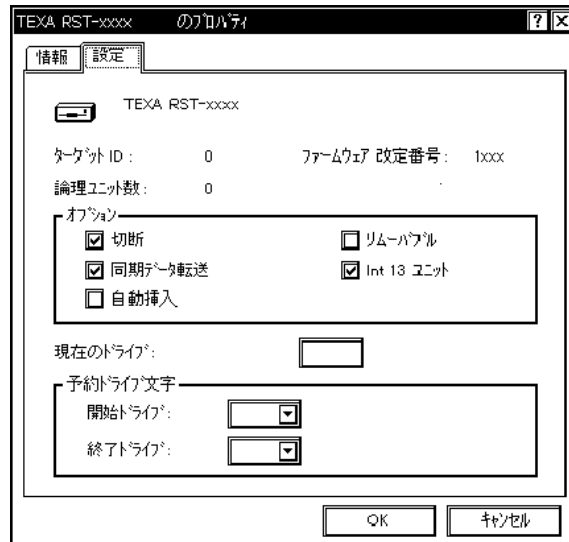 TEXA RST-xxxx のプロパティ
情報 設定
TEXA RST-xxxx
ターゲット ID : 0 ファームウェア 改定番号 : 1xxx
論理ユニット数 : 0
オプション
切断 リムーバブル
同期データ転送 Int 13 ユニット
自動挿入
現在のドライブ :
予約ドライブ文字
開始ドライブ :
終了ドライブ :
OK キャンセル